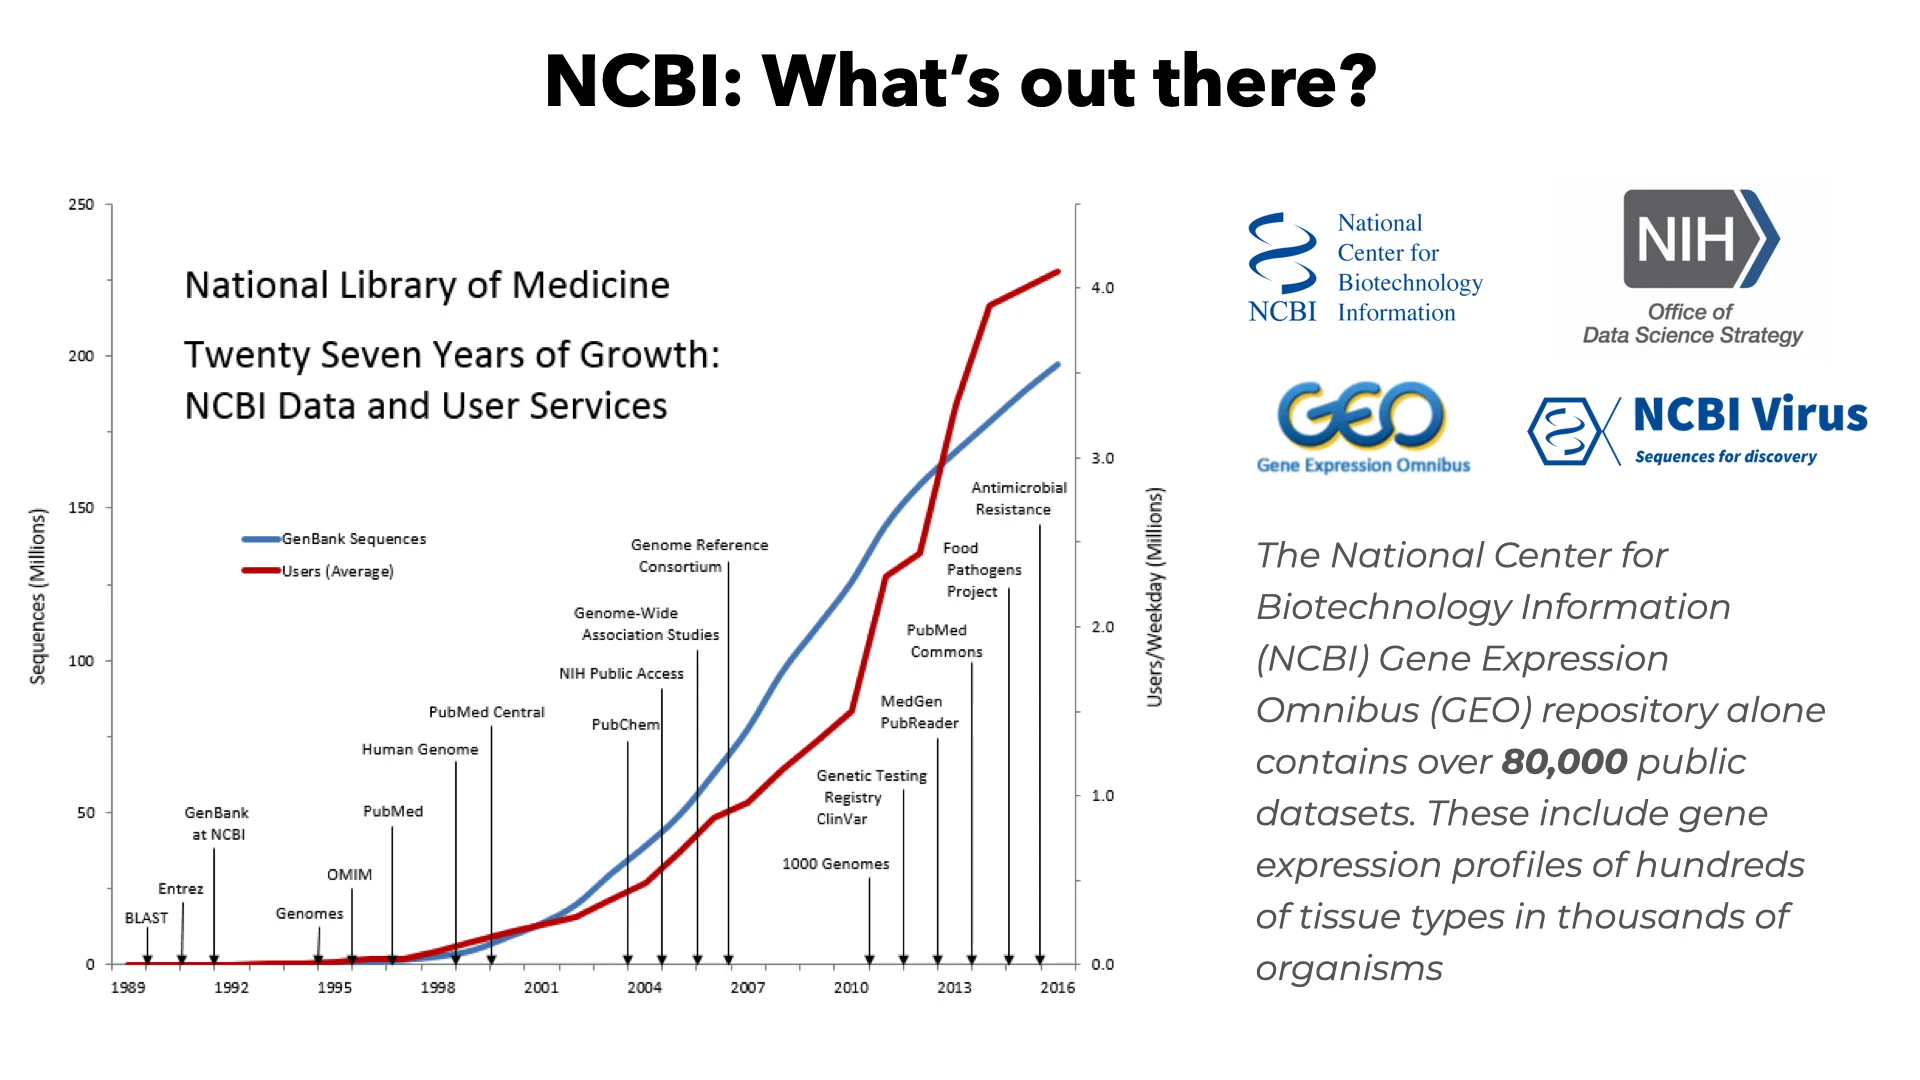 NCBI: What’s out there?
250
200
150
100
50
0
Sequences (Millions)
National Library of Medicine
Twenty Seven Years of Growth:
NCBI Data and User Services
GenBank Sequences
Users (Average)
BLAST
Entrez
GenBank
at NCBI
Genomes
OMIM
PubMed
Human Genome
PubMed Central
PubChem
NIH Public Access
Genome-Wide
Association Studies
Genome Reference
Consortium
1000 Genomes
Genetic Testing
Registry
ClinVar
MedGen
PubReader
PubMed
Commons
Food
Pathogens
Project
Antimicrobial
Resistance
4.0
3.0
2.0
1.0
0.0
Users/Weekday (Millions)
1989 1992 1995 1998 2001 2004 2007 2010 2013 2016
NCBI
National
Center for
Biotechnology
Information
NIH
Office of
Data Science Strategy
GEO
Gene Expression Omnibus
NCBI Virus
Sequences for discovery
The National Center for
Biotechnology Information
(NCBI) Gene Expression
Omnibus (GEO) repository alone
contains over 80,000 public
datasets. These include gene
expression profiles of hundreds
of tissue types in thousands of
organisms